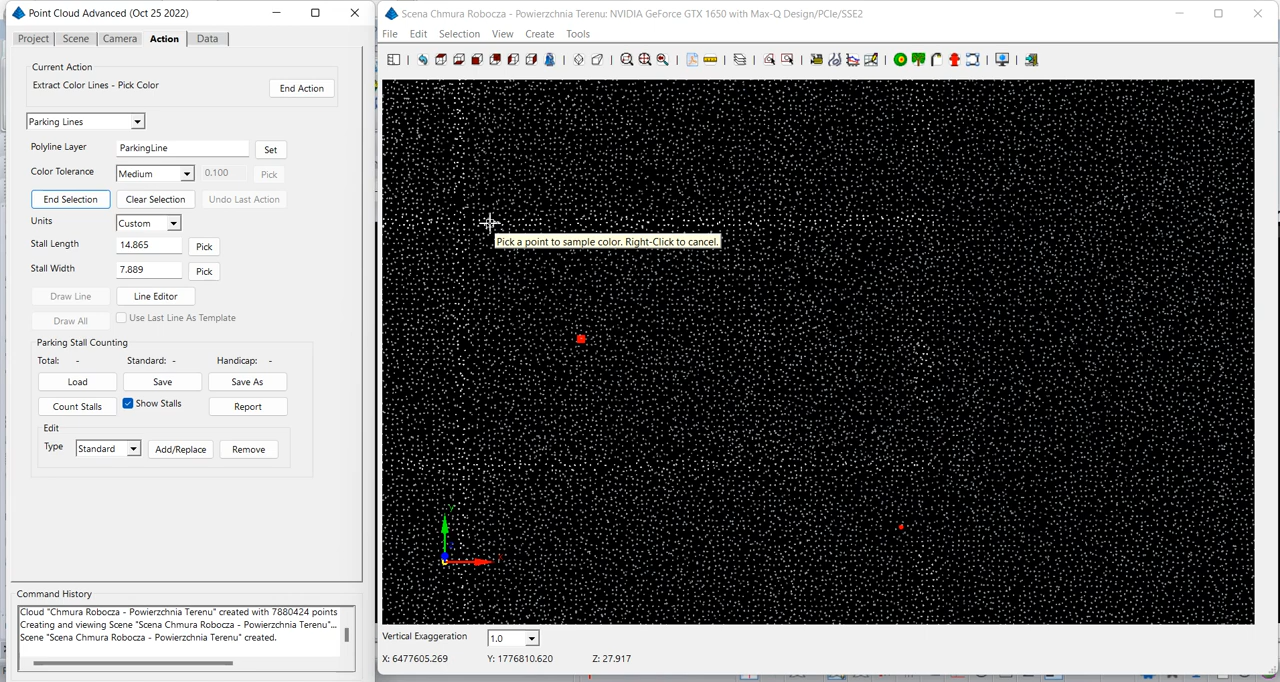 Point Cloud Advanced (Oct 25 2022)
Project Scene Camera Action Data
Current Action
Extract Color Lines - Pick Color
End Action
Parking Lines
Polyline Layer ParkingLine Set
Color Tolerance Medium 0.100 Pick
End Selection Clear Selection Undo Last Action
Units Custom
Stall Length 14.865 Pick
Stall Width 7.889 Pick
Draw Line Line Editor
Draw All Use Last Line As Template
Parking Stall Counting
Total: - Standard: - Handicap: -
Load Save Save As
Count Stalls Show Stalls Report
Edit
Type Standard Add/Replace Remove
Command History
Cloud "Chmura Robocza - Powierzchnia Terenu" created with 7880424 points
Creating and viewing Scene "Scena Chmura Robocza - Powierzchnia Terenu"...
Scene "Scena Chmura Robocza - Powierzchnia Terenu" created.
Scena Chmura Robocza - Powierzchnia Terenu: NVIDIA GeForce GTX 1650 with Max-Q Design/PCIe/SSE2
File Edit Selection View Create Tools
Pick a point to sample color. Right-Click to cancel.
Vertical Exaggeration 1.0
X: 6477605.269 Y: 1776810.620 Z: 27.917